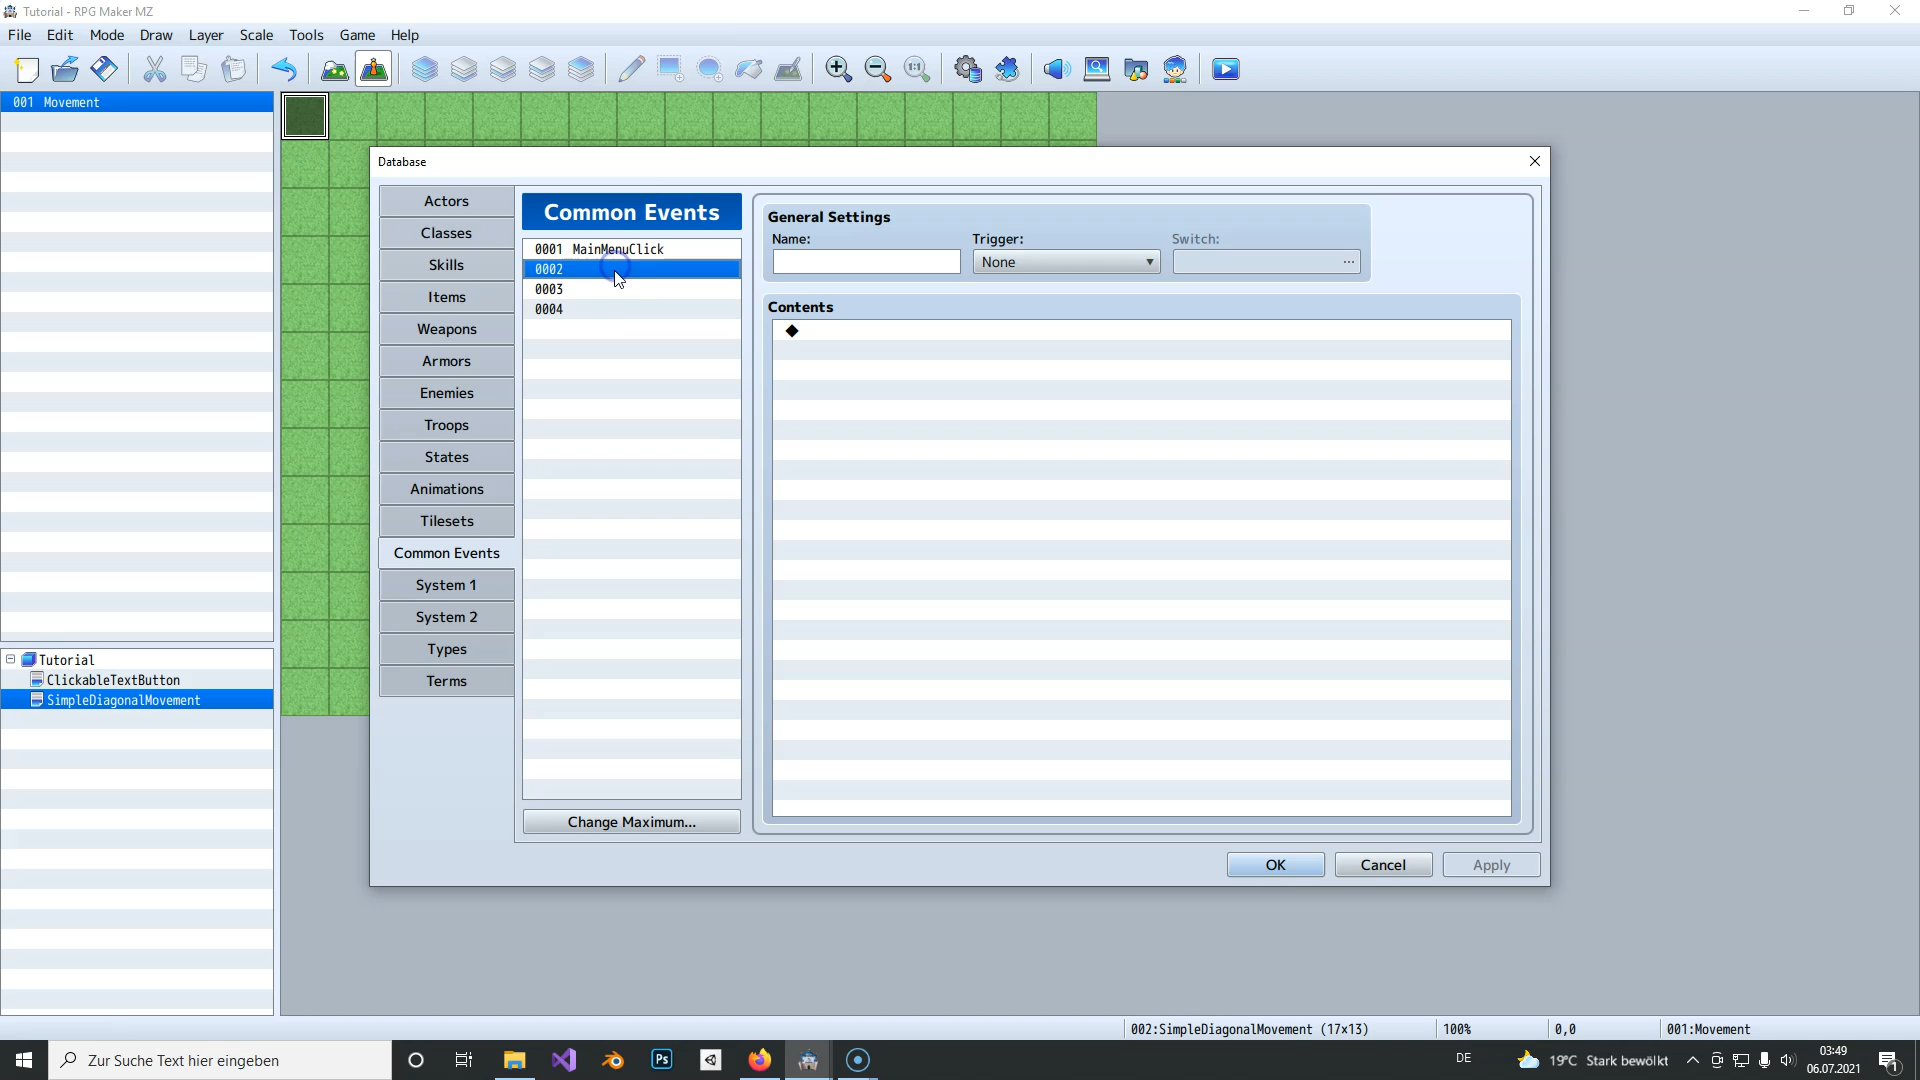 Tutorial - RPG Maker MZ
File Edit Mode Draw Layer Scale Tools Game Help
1:1
001 Movement
Database
Actors
Classes
Skills
Items
Weapons
Armors
Enemies
Troops
States
Animations
Tilesets
Common Events
System 1
System 2
Types
Terms
Common Events
0001 MainMenuClick
0002
0003
0004
Change Maximum...
General Settings
Name: Trigger: Switch:
None ...
Contents
◆
OK Cancel Apply
Tutorial
ClickableTextButton
SimpleDiagonalMovement
002:SimpleDiagonalMovement (17x13) 100% 0,0 001:Movement
Zur Suche Text hier eingeben
Ps
DE
19°C Stark bewölkt
03:49
06.07.2021
1